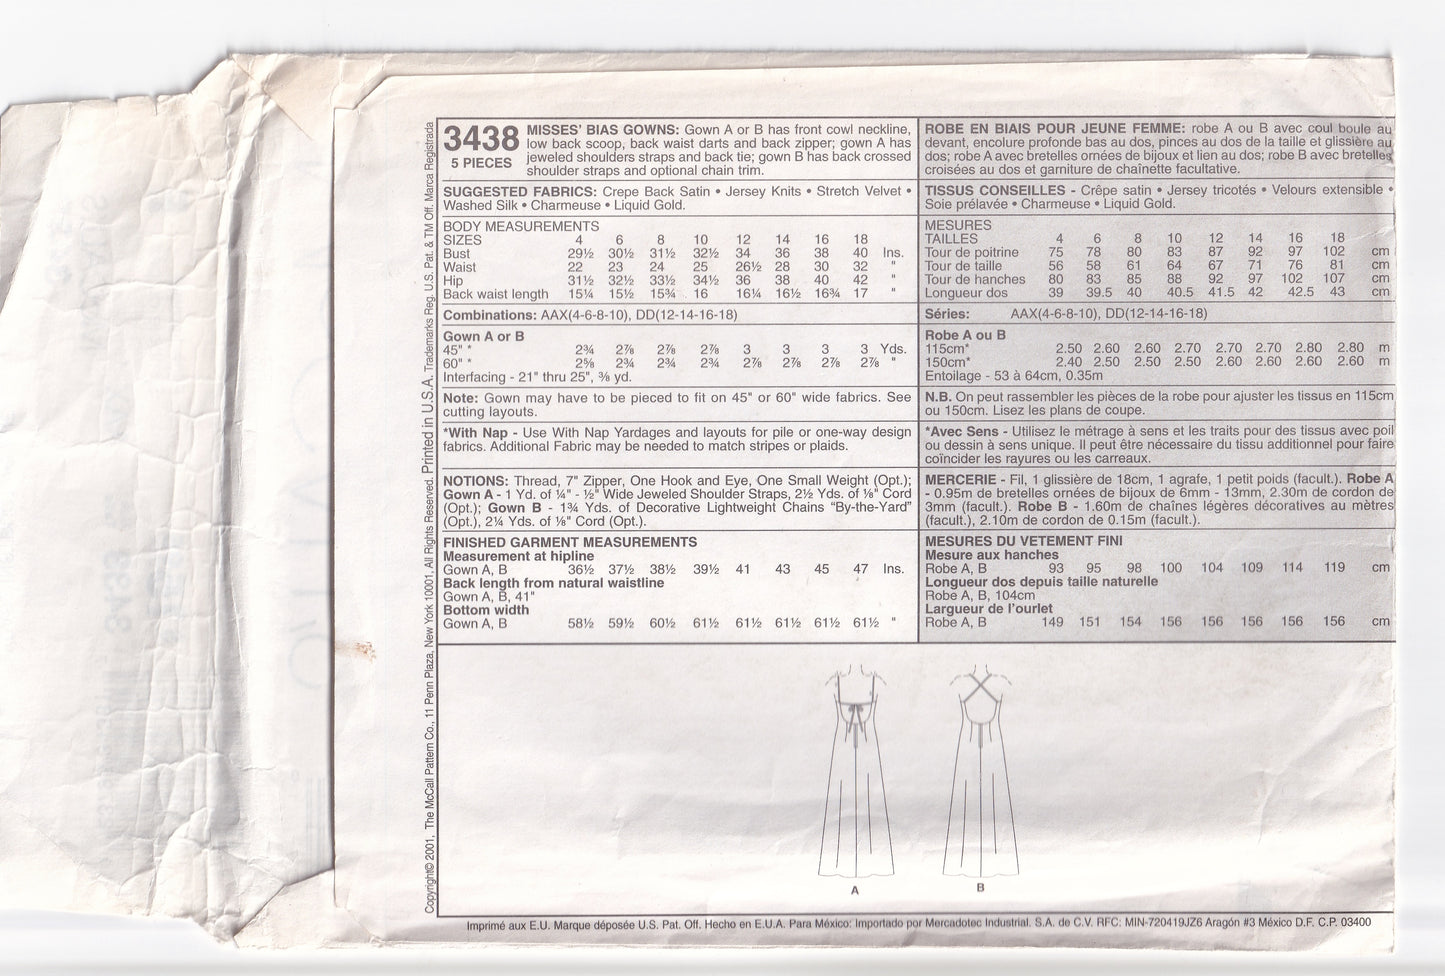 3438
5 PIECES
MISSES' BIAS GOWNS: Gown A or B has front cowl neckline,
low back scoop, back waist darts and back zipper; gown A has
jeweled shoulders straps and back tie; gown B has back crossed
shoulder straps and optional chain trim.
SUGGESTED FABRICS: Crepe Back Satin • Jersey Knits • Stretch Velvet •
Washed Silk • Charmeuse • Liquid Gold.
BODY MEASUREMENTS
SIZES 4 6 8 10 12 14 16 18
Bust 29½ 30½ 31½ 32½ 34 36 38 40 Ins.
Waist 22 23 24 25 26½ 28 30 32 "
Hip 31½ 32½ 33½ 34½ 36 38 40 42 "
Back waist length 15¼ 15½ 15¾ 16 16¼ 16½ 16¾ 17 "
Combinations: AAX(4-6-8-10), DD(12-14-16-18)
Gown A or B
45" * 2¾ 2⅞ 2⅞ 2⅞ 3 3 3 3 Yds.
60" * 2⅝ 2¾ 2¾ 2¾ 2⅞ 2⅞ 2⅞ 2⅞ "
Interfacing - 21" thru 25", ⅜ yd.
Note: Gown may have to be pieced to fit on 45" or 60" wide fabrics. See
cutting layouts.
*With Nap - Use With Nap Yardages and layouts for pile or one-way design
fabrics. Additional Fabric may be needed to match stripes or plaids.
NOTIONS: Thread, 7" Zipper, One Hook and Eye, One Small Weight (Opt.);
Gown A - 1 Yd. of ¼" - ½" Wide Jeweled Shoulder Straps, 2½ Yds. of ⅛" Cord
(Opt.); Gown B - 1¾ Yds. of Decorative Lightweight Chains "By-the-Yard"
(Opt.), 2¼ Yds. of ⅛" Cord (Opt.).
FINISHED GARMENT MEASUREMENTS
Measurement at hipline
Gown A, B 36½ 37½ 38½ 39½ 41 43 45 47 Ins.
Back length from natural waistline
Gown A, B, 41"
Bottom width
Gown A, B 58½ 59½ 60½ 61½ 61½ 61½ 61½ 61½ "
ROBE EN BIAIS POUR JEUNE FEMME: robe A ou B avec coul boule au
devant, encolure profonde bas au dos, pinces au dos de la taille et glissière au
dos; robe A avec bretelles ornées de bijoux et lien au dos; robe B avec bretelles
croisées au dos et garniture de chaînette facultative.
TISSUS CONSEILLES - Crêpe satin • Jersey tricotés • Velours extensible •
Soie prélavée • Charmeuse • Liquid Gold.
MESURES
TAILLES 4 6 8 10 12 14 16 18
Tour de poitrine 75 78 80 83 87 92 97 102 cm
Tour de taille 56 58 61 64 67 71 76 81 cm
Tour de hanches 80 83 85 88 92 97 102 107 cm
Longueur dos 39 39.5 40 40.5 41.5 42 42.5 43 cm
Séries: AAX(4-6-8-10), DD(12-14-16-18)
Robe A ou B
115cm* 2.50 2.60 2.60 2.70 2.70 2.70 2.80 2.80 m
150cm* 2.40 2.50 2.50 2.50 2.60 2.60 2.60 2.60 m
Entoilage - 53 à 64cm, 0.35m
N.B. On peut rassembler les pièces de la robe pour ajuster les tissus en 115cm
ou 150cm. Lisez les plans de coupe.
*Avec Sens - Utilisez le métrage à sens et les traits pour des tissus avec poil
ou dessin à sens unique. Il peut être nécessaire du tissu additionnel pour faire
coïncider les rayures ou les carreaux.
MERCERIE - Fil, 1 glissière de 18cm, 1 agrafe, 1 petit poids (facult.). Robe A
- 0.95m de bretelles ornées de bijoux de 6mm - 13mm, 2.30m de cordon de
3mm (facult.). Robe B - 1.60m de chaînes légères décoratives au mètres
(facult.), 2.10m de cordon de 0.15m (facult.).
MESURES DU VETEMENT FINI
Mesure aux hanches
Robe A, B 93 95 98 100 104 109 114 119 cm
Longueur dos depuis taille naturelle
Robe A, B, 104cm
Largueur de l'ourlet
Robe A, B 149 151 154 156 156 156 156 156 cm
A
B
Copyright© 2001, The McCall Pattern Co., 11 Penn Plaza, New York 10001, All Rights Reserved. Printed in U.S.A. Trademarks Reg. U.S. Pat. & TM Off. Marca Registrada
Imprimé aux E.U. Marque déposée U.S. Pat. Off. Hecho en E.U.A. Para México: Importado por Mercadotec Industrial. S.A. de C.V. RFC: MIN-720419JZ6 Aragón #3 México D.F. C.P. 03400